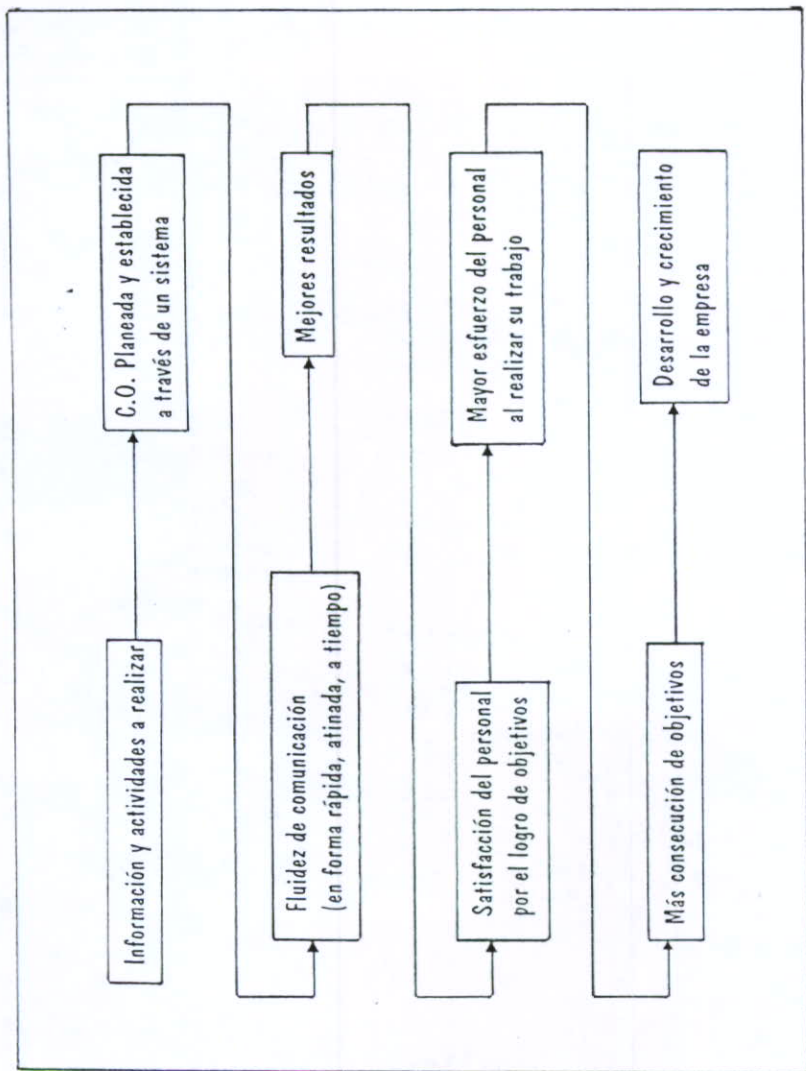 Información y actividades a realizar
C.O. Planeada y establecida
a través de un sistema
Fluidez de comunicación
(en forma rápida, atinada, a tiempo)
Mejores resultados
Satisfacción del personal
por el logro de objetivos
Mayor esfuerzo del personal
al realizar su trabajo
Más consecución de objetivos
Desarrollo y crecimiento
de la empresa